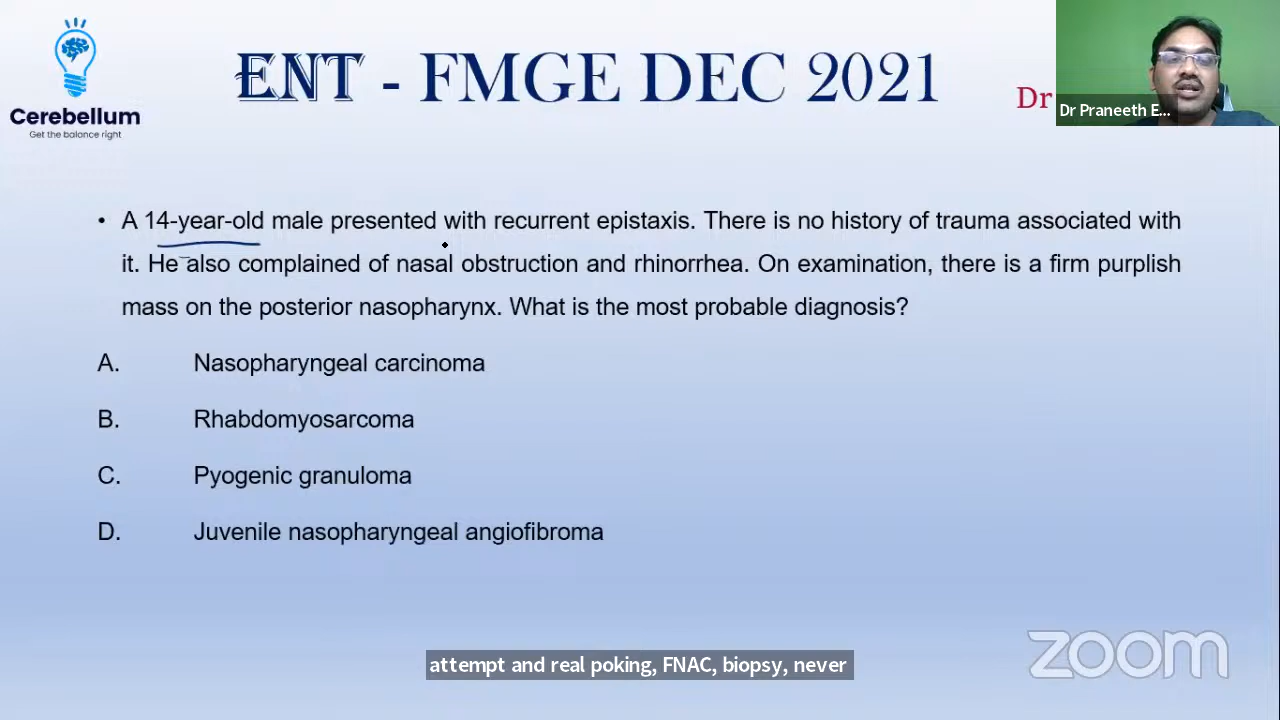 Cerebellum
Get the balance right
ENT - FMGE DEC 2021
Dr
Dr Praneeth E...
• A 14-year-old male presented with recurrent epistaxis. There is no history of trauma associated with
it. He also complained of nasal obstruction and rhinorrhea. On examination, there is a firm purplish
mass on the posterior nasopharynx. What is the most probable diagnosis?
A. Nasopharyngeal carcinoma
B. Rhabdomyosarcoma
C. Pyogenic granuloma
D. Juvenile nasopharyngeal angiofibroma
attempt and real poking, FNAC, biopsy, never
zoom